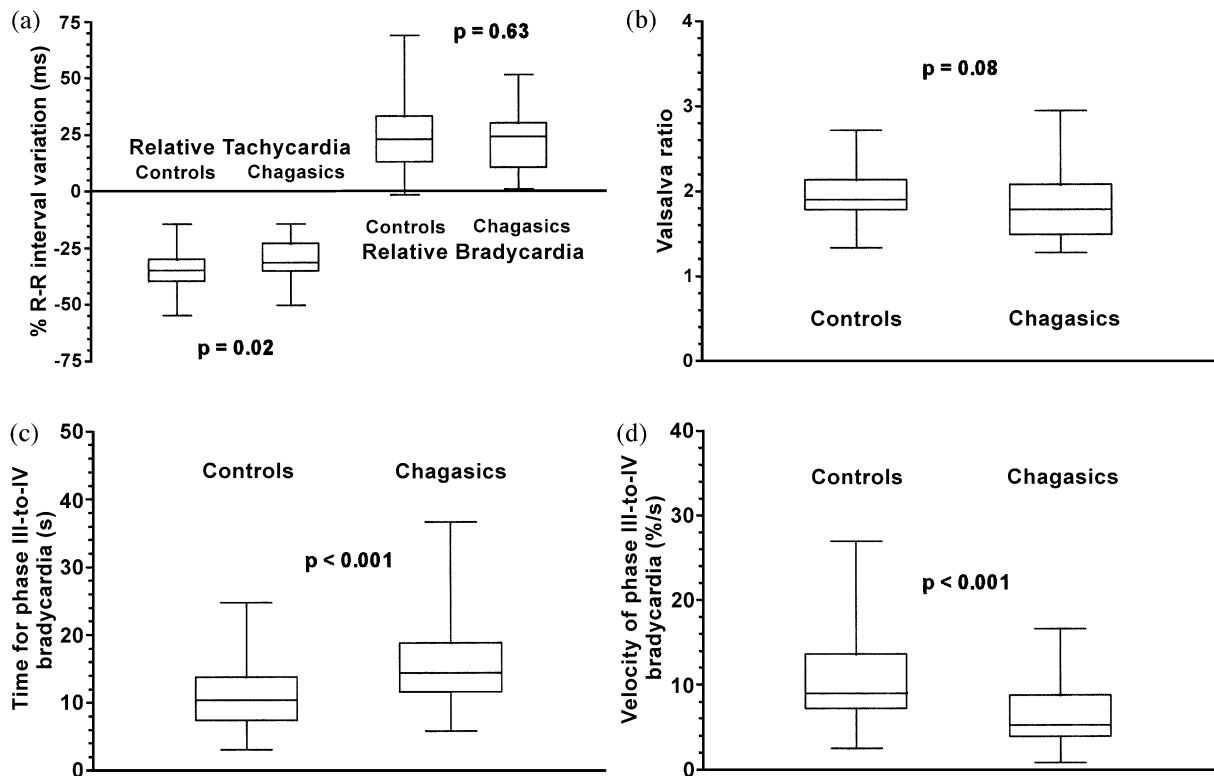 (a)
% R-R interval variation (ms)
75
50
25
0
-25
-50
-75
p = 0.63
Relative Tachycardia
Controls Chagasics
Controls Chagasics
Relative Bradycardia
p = 0.02
(b)
Valsalva ratio
4
3
2
1
0
p = 0.08
Controls Chagasics
(c)
Time for phase III-to-IV
bradycardia (s)
50
40
30
20
10
0
Controls Chagasics
p < 0.001
(d)
Velocity of phase III-to-IV
bradycardia (%/s)
40
30
20
10
0
Controls Chagasics
p < 0.001